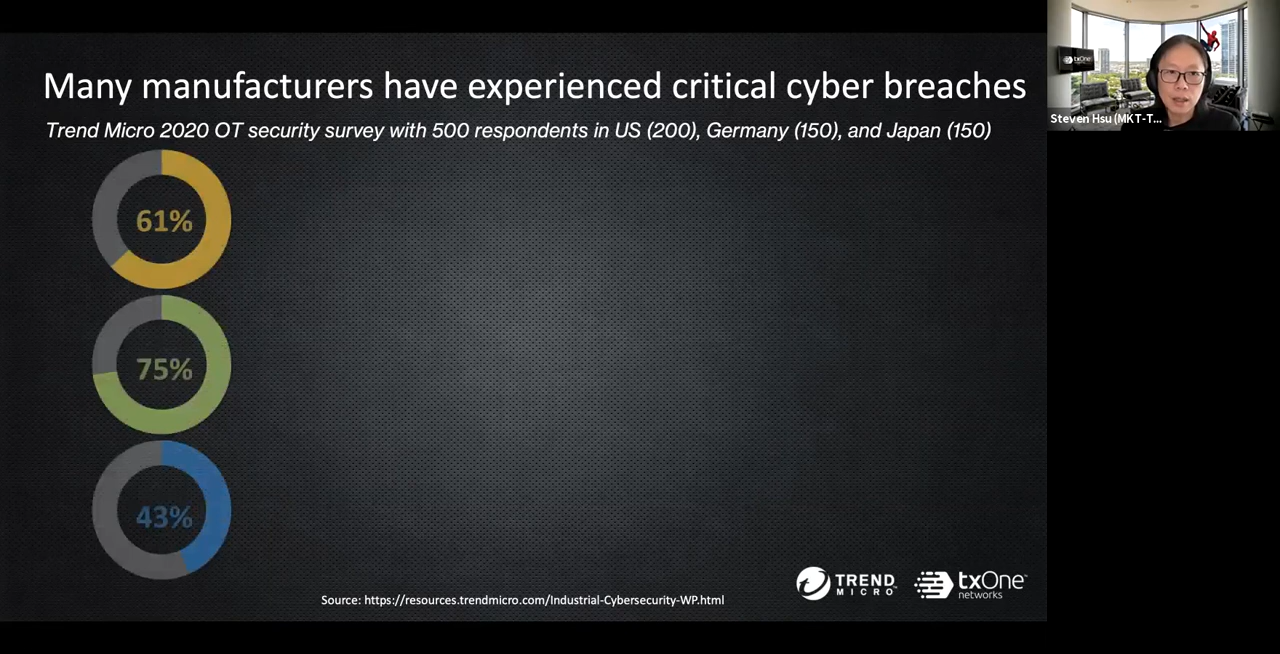 Many manufacturers have experienced critical cyber breaches
Trend Micro 2020 OT security survey with 500 respondents in US (200), Germany (150), and Japan (150)
61%
75%
43%
Source: https://resources.trendmicro.com/Industrial-Cybersecurity-WP.html
TREND
MICRO™
txOne™
networks
txOne
Steven Hsu (MKT-T...